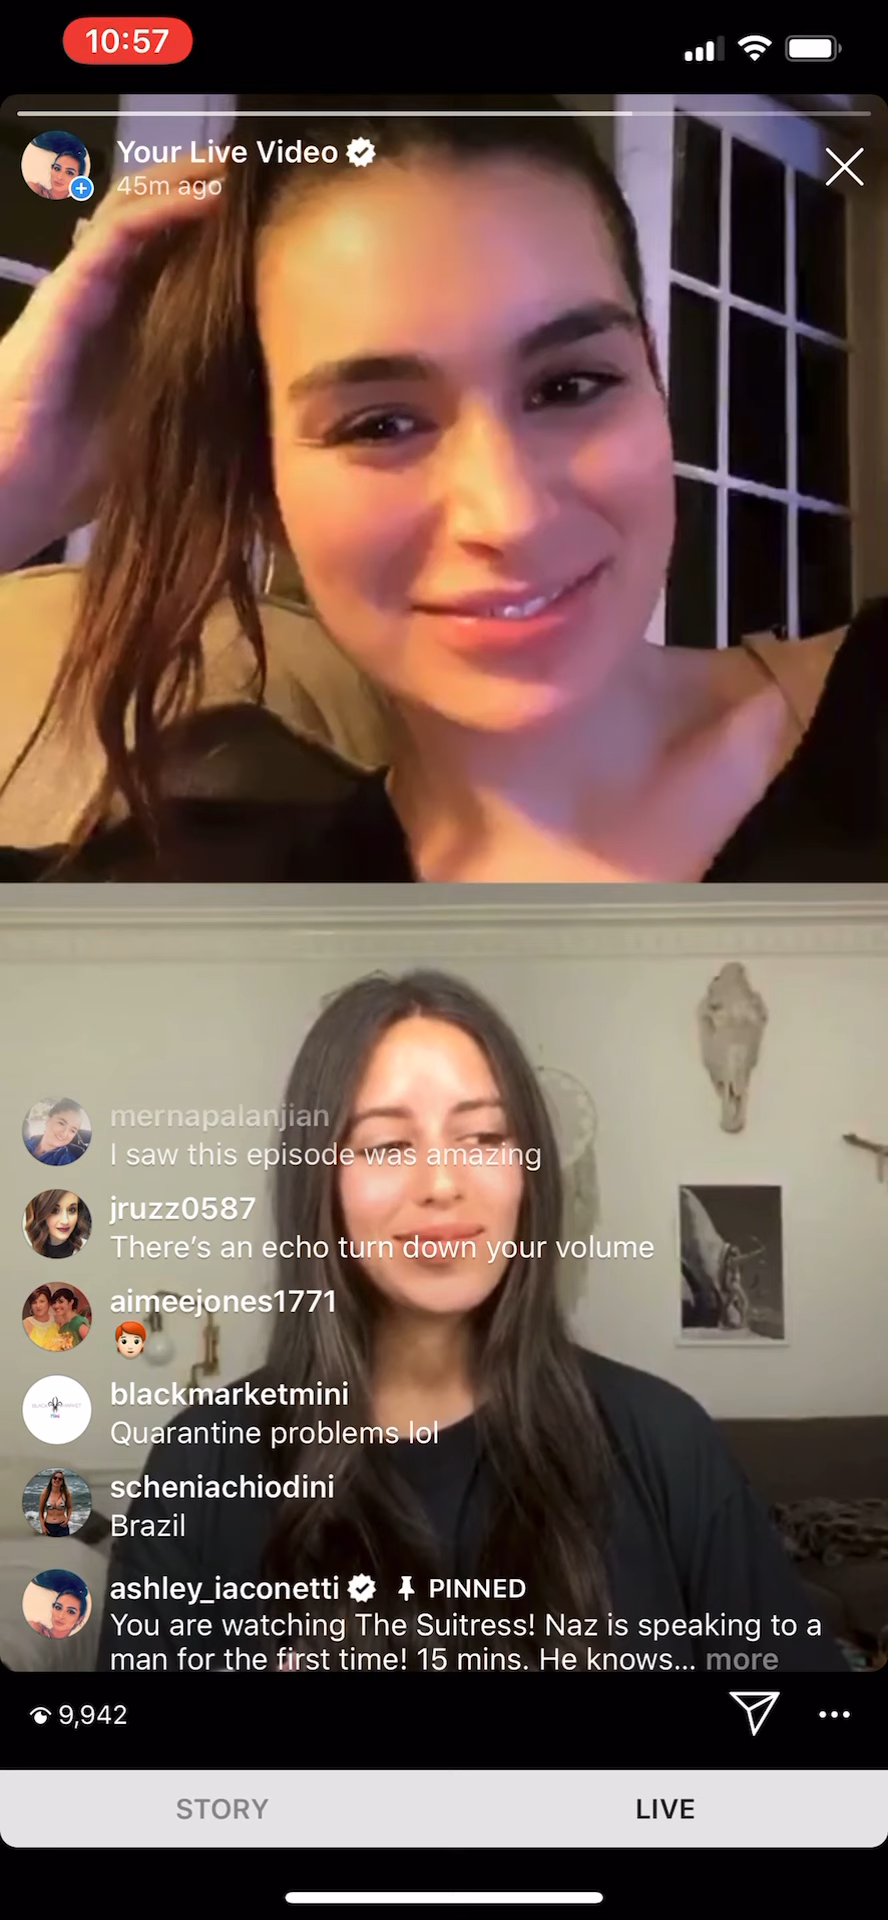 10:57
Your Live Video
45m ago
mernapalanjian
I saw this episode was amazing
jruzz0587
There’s an echo turn down your volume
aimeejones1771
blackmarketmini
Quarantine problems lol
scheniachiodini
Brazil
ashley_iaconetti PINNED
You are watching The Suitress! Naz is speaking to a
man for the first time! 15 mins. He knows... more
9,942
STORY LIVE